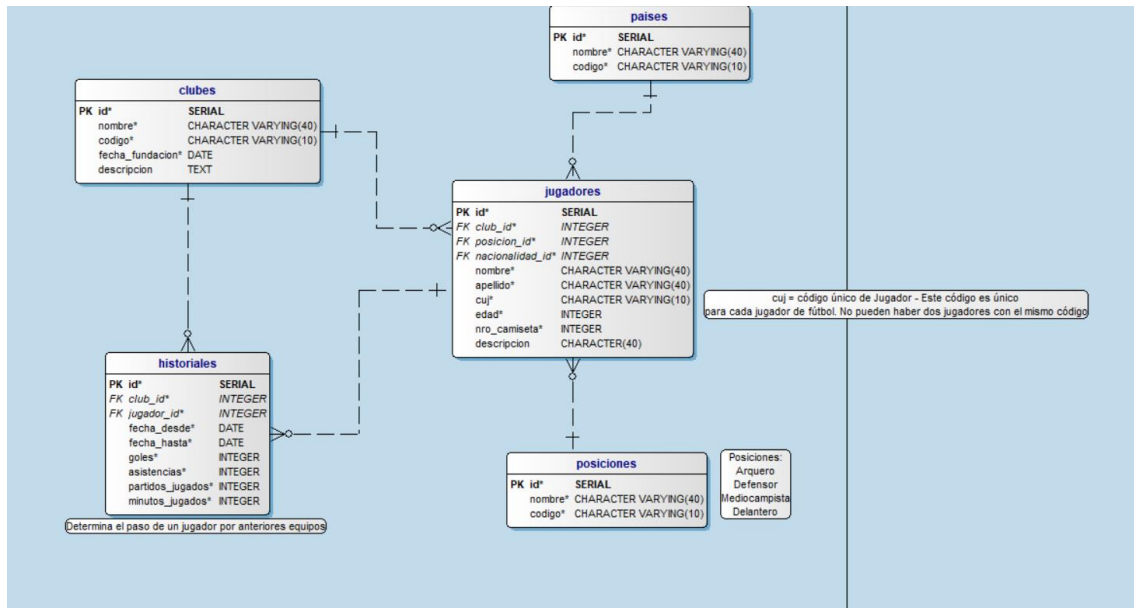 paises
PK id* SERIAL
nombre* CHARACTER VARYING(40)
codigo* CHARACTER VARYING(10)
clubes
PK id* SERIAL
nombre* CHARACTER VARYING(40)
codigo* CHARACTER VARYING(10)
fecha_fundacion* DATE
descripcion TEXT
jugadores
PK id* SERIAL
FK club_id* INTEGER
FK posicion_id* INTEGER
FK nacionalidad_id* INTEGER
nombre* CHARACTER VARYING(40)
apellido* CHARACTER VARYING(40)
cuj* CHARACTER VARYING(10)
edad* INTEGER
nro_camiseta* INTEGER
descripcion CHARACTER(40)
cuj = código único de Jugador - Este código es único
para cada jugador de fútbol. No pueden haber dos jugadores con el mismo código
historiales
PK id* SERIAL
FK club_id* INTEGER
FK jugador_id* INTEGER
fecha_desde* DATE
fecha_hasta* DATE
goles* INTEGER
asistencias* INTEGER
partidos_jugados* INTEGER
minutos_jugados* INTEGER
Determina el paso de un jugador por anteriores equipos
posiciones
PK id* SERIAL
nombre* CHARACTER VARYING(40)
codigo* CHARACTER VARYING(10)
Posiciones:
Arquero
Defensor
Mediocampista
Delantero